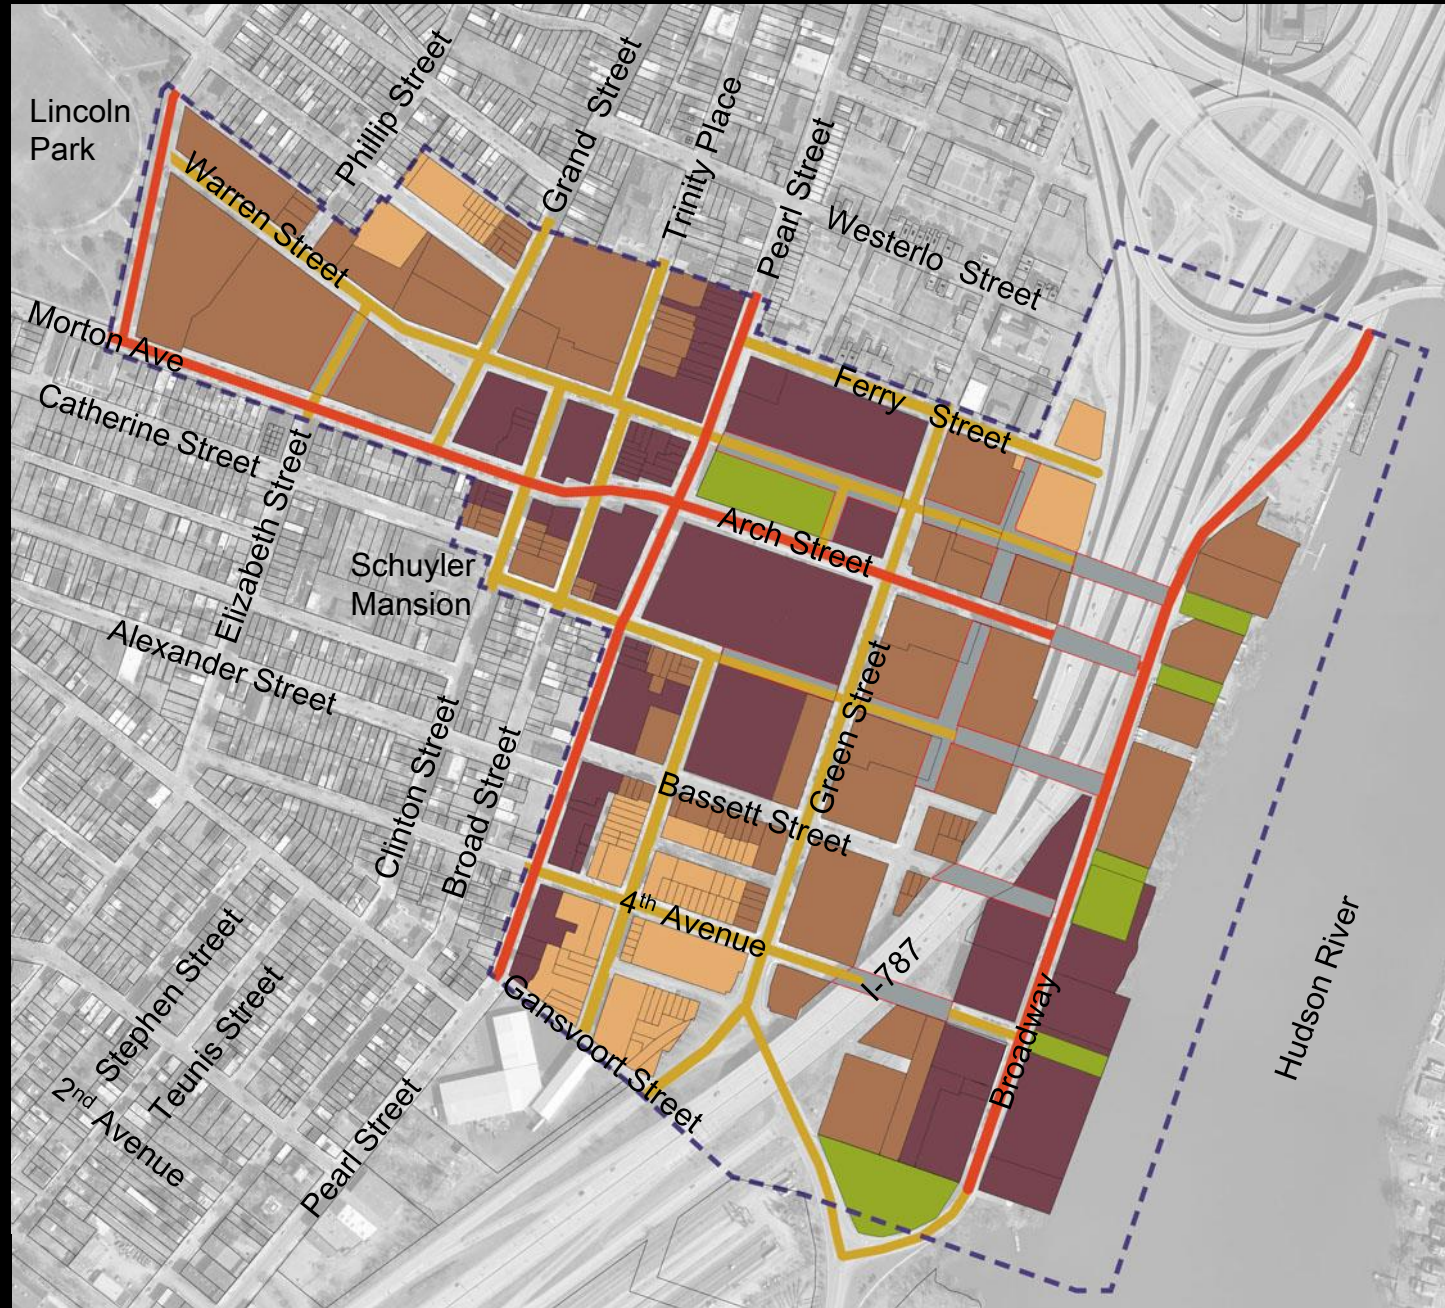 Lincoln
Park
Phillip Street
Grand Street
Trinity Place
Pearl Street
Warren Street
Westerlo Street
Morton Ave
Catherine Street
Ferry Street
Elizabeth Street
Schuyler
Mansion
Arch Street
Alexander Street
Green Street
Clinton Street
Broad Street
Bassett Street
4th Avenue
I-787
Broadway
Hudson River
Gansvoort Street
Stephen Street
Teunis Street
2nd Avenue
Pearl Street